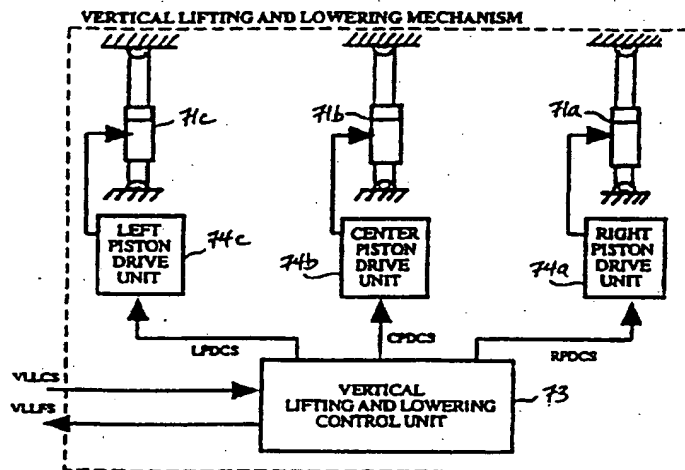 VERTICAL LIFTING AND LOWERING MECHANISM
71c
71b
71a
LEFT
PISTON
DRIVE
UNIT
74c
CENTER
PISTON
DRIVE
UNIT
74b
RIGHT
PISTON
DRIVE
UNIT
74a
LPDCS
CPDCS
RPDCS
VLLCS
VLLFS
VERTICAL
LIFTING AND LOWERING
CONTROL UNIT
73